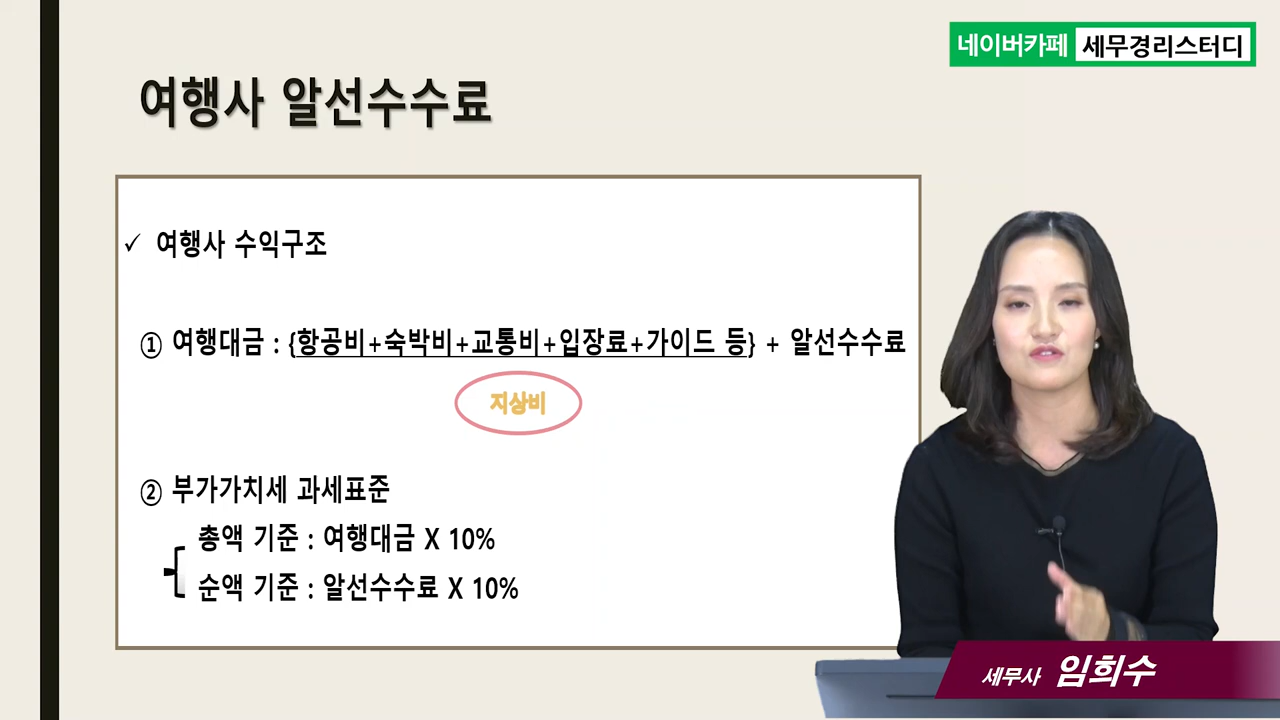 네이버카페 세무경리스터디
여행사 알선수수료
✓ 여행사 수익구조
① 여행대금 : {항공비+숙박비+교통비+입장료+가이드 등} + 알선수수료
지상비
② 부가가치세 과세표준
총액 기준 : 여행대금 X 10%
순액 기준 : 알선수수료 X 10%
세무사 임희수